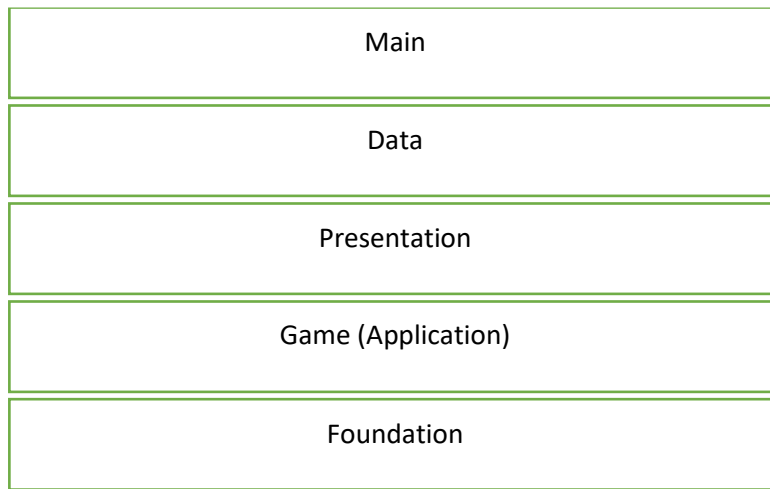 Main
Data
Presentation
Game (Application)
Foundation